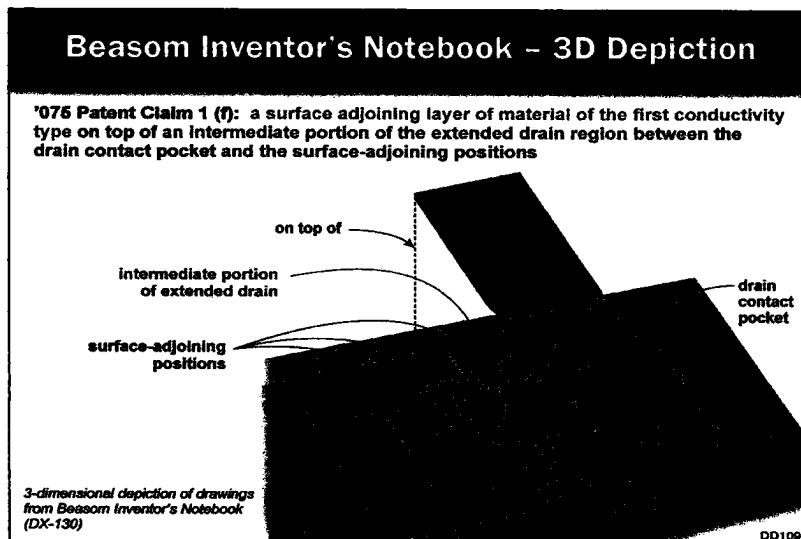 Beasom Inventor's Notebook – 3D Depiction
'075 Patent Claim 1 (f): a surface adjoining layer of material of the first conductivity
type on top of an intermediate portion of the extended drain region between the
drain contact pocket and the surface-adjoining positions
on top of
intermediate portion
of extended drain
drain
contact
pocket
surface-adjoining
positions
3-dimensional depiction of drawings
from Beasom Inventor's Notebook
(DX-130)
DD109